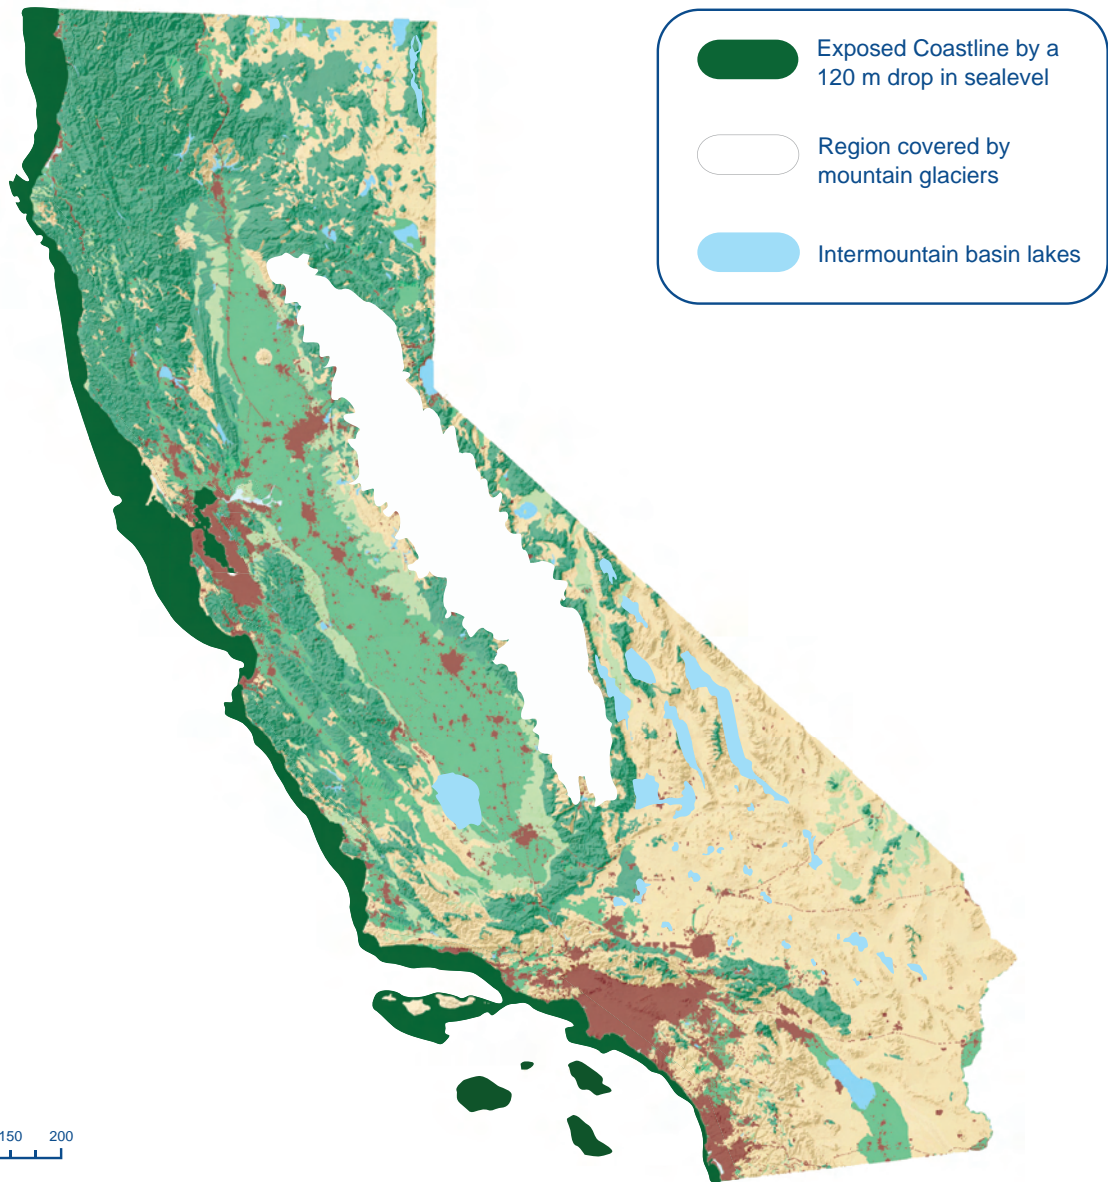 Exposed Coastline by a
120 m drop in sealevel
Region covered by
mountain glaciers
Intermountain basin lakes
150 200